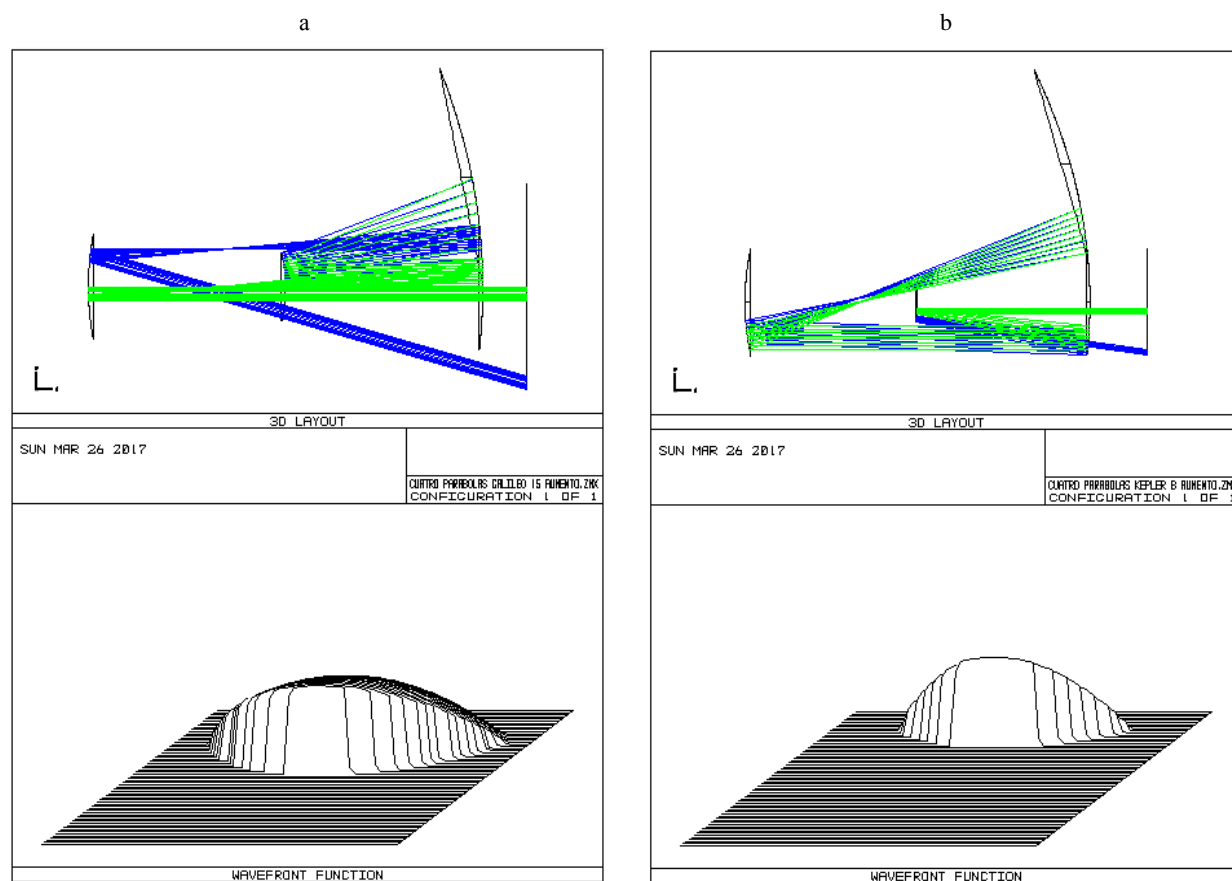 a
b
3D LAYOUT
SUN MAR 26 2017
CUATRO PARABOLAS GALILEO 15 AUMENTO.ZMX
CONFIGURATION 1 OF 1
WAVEFRONT FUNCTION
3D LAYOUT
SUN MAR 26 2017
CUATRO PARABOLAS KEPLER 8 AUMENTO.ZM
CONFIGURATION 1 OF 1
WAVEFRONT FUNCTION